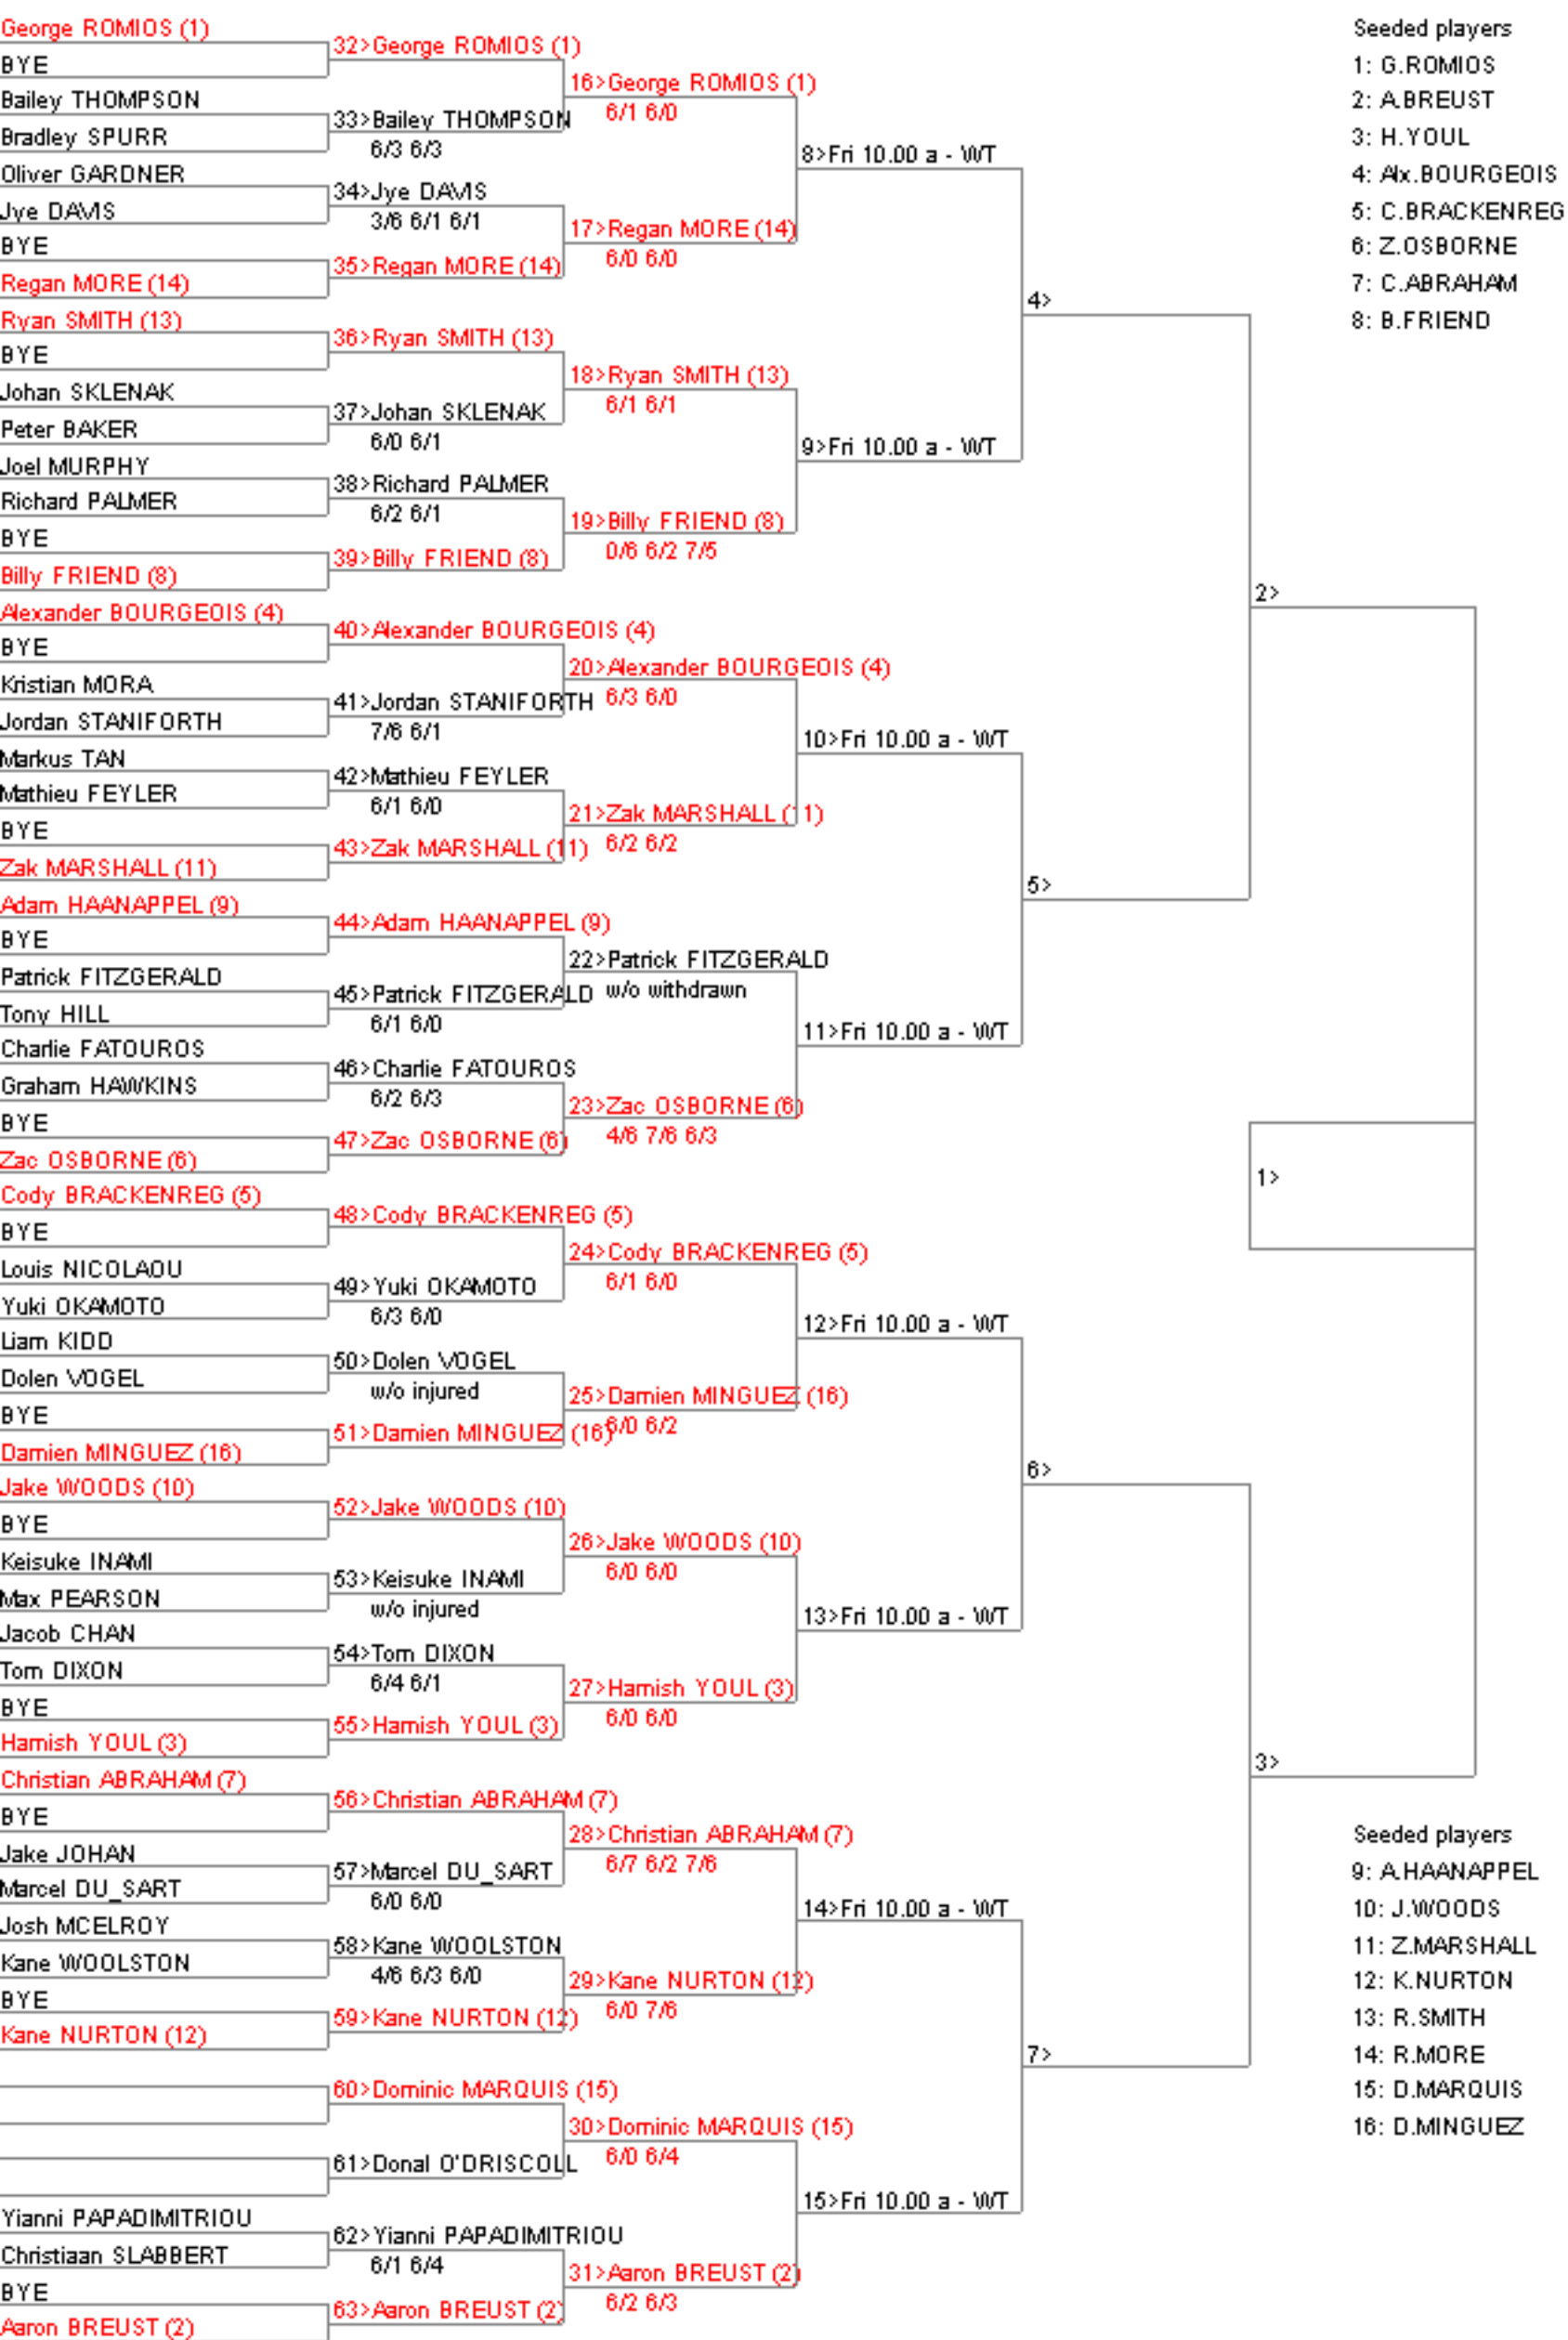 George ROMIOS (1)
BYE
Bailey THOMPSON
Bradley SPURR
Oliver GARDNER
Jye DAVIS
BYE
Regan MORE (14)
Ryan SMITH (13)
BYE
Johan SKLENAK
Peter BAKER
Joel MURPHY
Richard PALMER
BYE
Billy FRIEND (8)
Alexander BOURGEOIS (4)
BYE
Kristian MORA
Jordan STANIFORTH
Markus TAN
Mathieu FEYLER
BYE
Zak MARSHALL (11)
Adam HAANAPPEL (9)
BYE
Patrick FITZGERALD
Tony HILL
Charlie FATOUROS
Graham HAWKINS
BYE
Zac OSBORNE (6)
Cody BRACKENREG (5)
BYE
Louis NICOLAOU
Yuki OKAMOTO
Liam KIDD
Dolen VOGEL
BYE
Damien MINGUEZ (16)
Jake WOODS (10)
BYE
Keisuke INAMI
Max PEARSON
Jacob CHAN
Tom DIXON
BYE
Hamish YOUL (3)
Christian ABRAHAM (7)
BYE
Jake JOHAN
Marcel DU_SART
Josh MCELROY
Kane WOOLSTON
BYE
Kane NURTON (12)
Yianni PAPADIMITRIOU
Christiaan SLABBERT
BYE
Aaron BREUST (2)
32>George ROMIOS (1)
33>Bailey THOMPSON
6/3 6/3
34>Jye DAVIS
3/6 6/1 6/1
35>Regan MORE (14)
36>Ryan SMITH (13)
37>Johan SKLENAK
6/0 6/1
38>Richard PALMER
6/2 6/1
39>Billy FRIEND (8)
40>Alexander BOURGEOIS (4)
41>Jordan STANIFORTH
7/6 6/1
42>Mathieu FEYLER
6/1 6/0
43>Zak MARSHALL (11)
44>Adam HAANAPPEL (9)
45>Patrick FITZGERALD
6/1 6/0
46>Charlie FATOUROS
6/2 6/3
47>Zac OSBORNE (6)
48>Cody BRACKENREG (5)
49>Yuki OKAMOTO
6/3 6/0
50>Dolen VOGEL
w/o injured
51>Damien MINGUEZ (16)
52>Jake WOODS (10)
53>Keisuke INAMI
w/o injured
54>Tom DIXON
6/4 6/1
55>Hamish YOUL (3)
56>Christian ABRAHAM (7)
57>Marcel DU_SART
6/0 6/0
58>Kane WOOLSTON
4/6 6/3 6/0
59>Kane NURTON (12)
60>Dominic MARQUIS (15)
61>Donal O'DRISCOLL
62>Yianni PAPADIMITRIOU
6/1 6/4
63>Aaron BREUST (2)
16>George ROMIOS (1)
6/1 6/0
17>Regan MORE (14)
6/0 6/0
18>Ryan SMITH (13)
6/1 6/1
19>Billy FRIEND (8)
0/6 6/2 7/5
20>Alexander BOURGEOIS (4)
6/3 6/0
21>Zak MARSHALL (11)
6/2 6/2
22>Patrick FITZGERALD
w/o withdrawn
23>Zac OSBORNE (6)
4/6 7/6 6/3
24>Cody BRACKENREG (5)
6/1 6/0
25>Damien MINGUEZ (16)
6/0 6/2
26>Jake WOODS (10)
6/0 6/0
27>Hamish YOUL (3)
6/0 6/0
28>Christian ABRAHAM (7)
6/7 6/2 7/6
29>Kane NURTON (12)
6/0 7/6
30>Dominic MARQUIS (15)
6/0 6/4
31>Aaron BREUST (2)
6/2 6/3
8>Fri 10.00 a - WT
9>Fri 10.00 a - WT
10>Fri 10.00 a - WT
11>Fri 10.00 a - WT
12>Fri 10.00 a - WT
13>Fri 10.00 a - WT
14>Fri 10.00 a - WT
15>Fri 10.00 a - WT
4>
5>
6>
7>
2>
1>
3>
Seeded players
1: G.ROMIOS
2: A.BREUST
3: H.YOUL
4: Alx.BOURGEOIS
5: C.BRACKENREG
6: Z.OSBORNE
7: C.ABRAHAM
8: B.FRIEND
Seeded players
9: A.HAANAPPEL
10: J.WOODS
11: Z.MARSHALL
12: K.NURTON
13: R.SMITH
14: R.MORE
15: D.MARQUIS
16: D.MINGUEZ